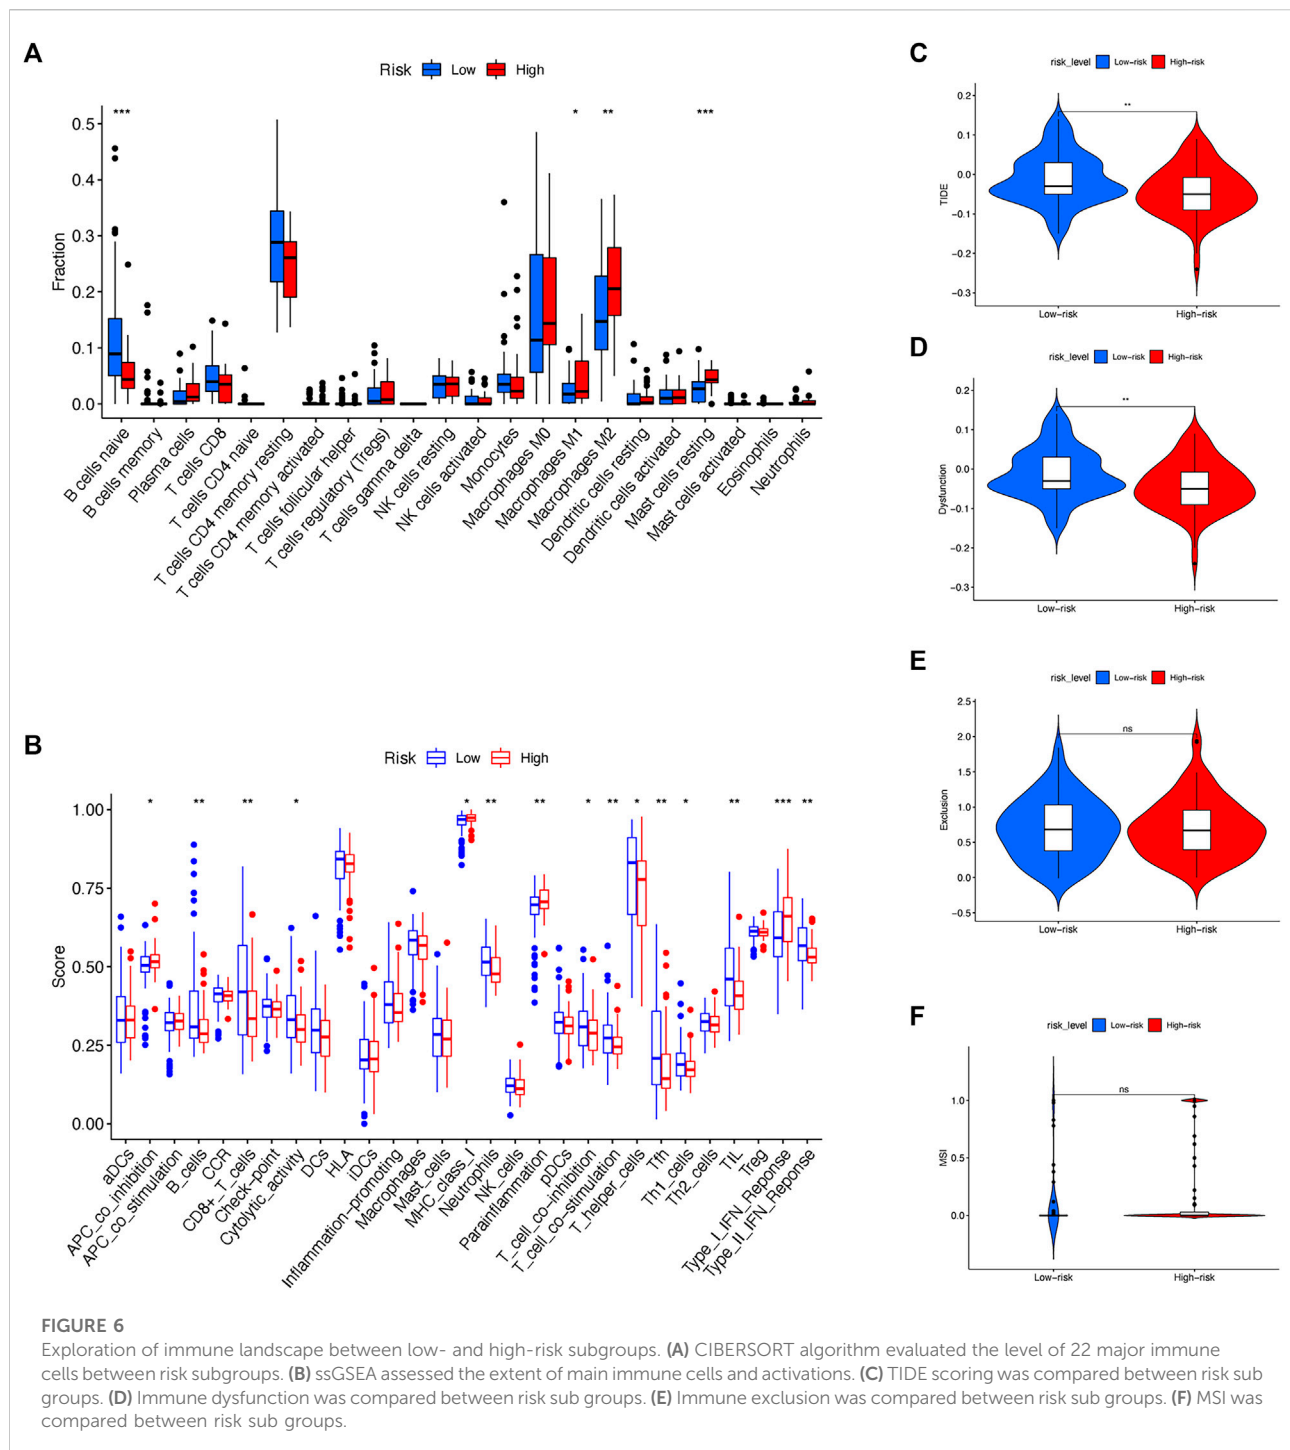 A
Risk Low High
*** * ** ***
Fraction
0.5
0.4
0.3
0.2
0.1
0.0
B cells naive
B cells memory
Plasma cells
T cells CD8
T cells CD4 naive
T cells CD4 memory resting
T cells CD4 memory activated
T cells follicular helper
T cells regulatory (Tregs)
T cells gamma delta
NK cells resting
NK cells activated
Monocytes
Macrophages M0
Macrophages M1
Macrophages M2
Dendritic cells resting
Dendritic cells activated
Mast cells resting
Mast cells activated
Eosinophils
Neutrophils
B
Risk Low High
* ** ** * * ** ** * ** * ** * ** *** **
Score
1.00
0.75
0.50
0.25
0.00
aDCs
APC_co_inhibition
APC_co_stimulation
B_cells
CCR
CD8+_T_cells
Check-point
Cytolytic_activity
DCs
HLA
iDCs
Inflammation-promoting
Macrophages
Mast_cells
MHC_class_I
Neutrophils
NK_cells
Parainflammation
pDCs
T_cell_co-inhibition
T_cell_co-stimulation
T_helper_cells
Tfh
Th1_cells
Th2_cells
TIL
Treg
Type_I_IFN_Reponse
Type_II_IFN_Reponse
C
risk_level Low-risk High-risk
**
TIDE
0.2
0.1
0.0
-0.1
-0.2
-0.3
Low-risk High-risk
D
risk_level Low-risk High-risk
**
Dysfunction
0.2
0.1
0.0
-0.1
-0.2
-0.3
Low-risk High-risk
E
risk_level Low-risk High-risk
ns
Exclusion
2.5
2.0
1.5
1.0
0.5
0.0
-0.5
Low-risk High-risk
F
risk_level Low-risk High-risk
ns
MSI
1.0
0.5
0.0
Low-risk High-risk
FIGURE 6
Exploration of immune landscape between low- and high-risk subgroups. (A) CIBERSORT algorithm evaluated the level of 22 major immune
cells between risk subgroups. (B) ssGSEA assessed the extent of main immune cells and activations. (C) TIDE scoring was compared between risk sub
groups. (D) Immune dysfunction was compared between risk sub groups. (E) Immune exclusion was compared between risk sub groups. (F) MSI was
compared between risk sub groups.